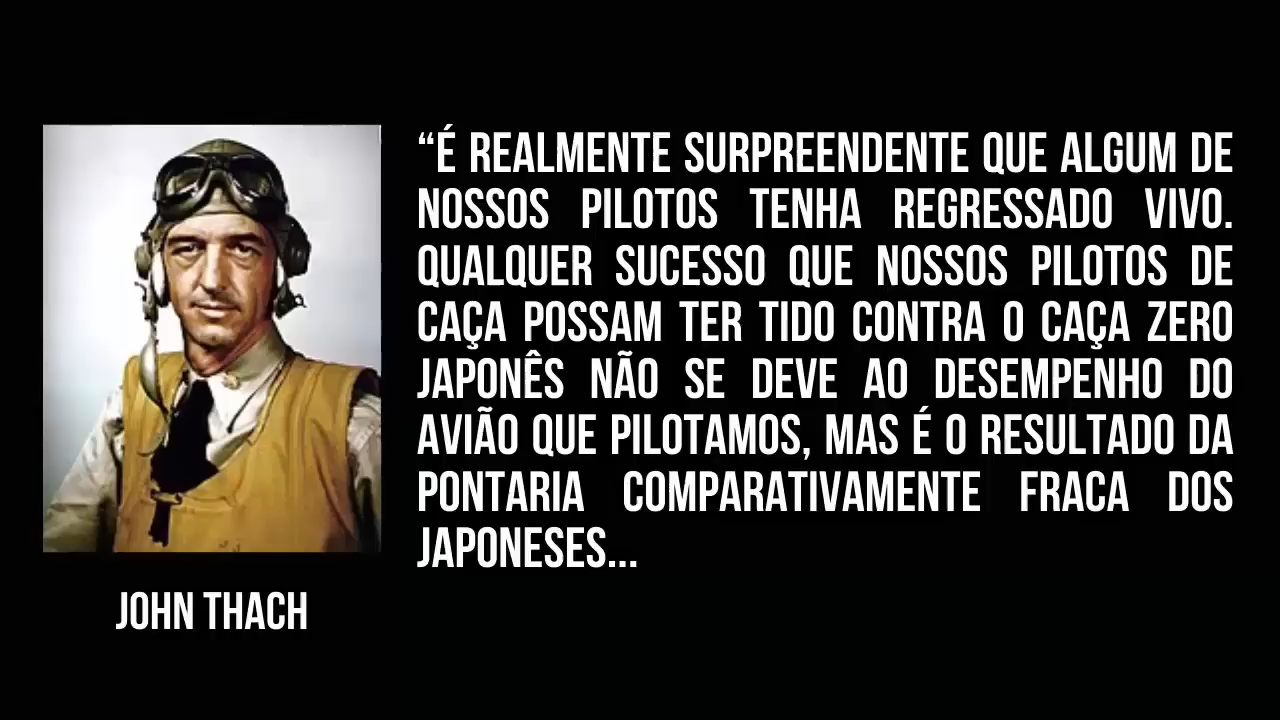 “É REALMENTE SURPREENDENTE QUE ALGUM DE
NOSSOS PILOTOS TENHA REGRESSADO VIVO.
QUALQUER SUCESSO QUE NOSSOS PILOTOS DE
CAÇA POSSAM TER TIDO CONTRA O CAÇA ZERO
JAPONÊS NÃO SE DEVE AO DESEMPENHO DO
AVIÃO QUE PILOTAMOS, MAS É O RESULTADO DA
PONTARIA COMPARATIVAMENTE FRACA DOS
JAPONESES...
JOHN THACH